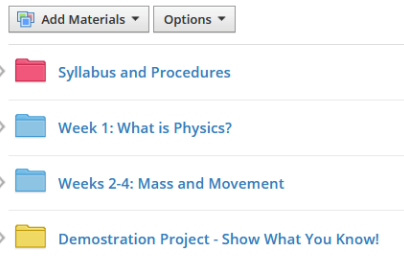 Add Materials Options
Syllabus and Procedures
Week 1: What is Physics?
Weeks 2-4: Mass and Movement
Demostration Project - Show What You Know!